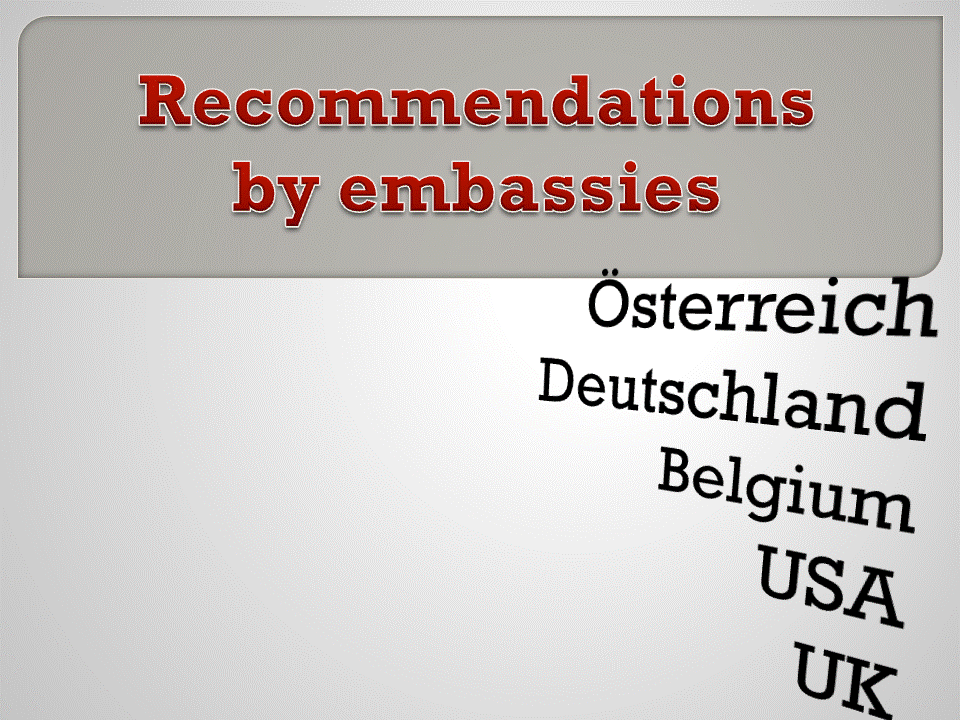 Recommendations
by embassies
Österreich
Deutschland
Belgium
USA
UK